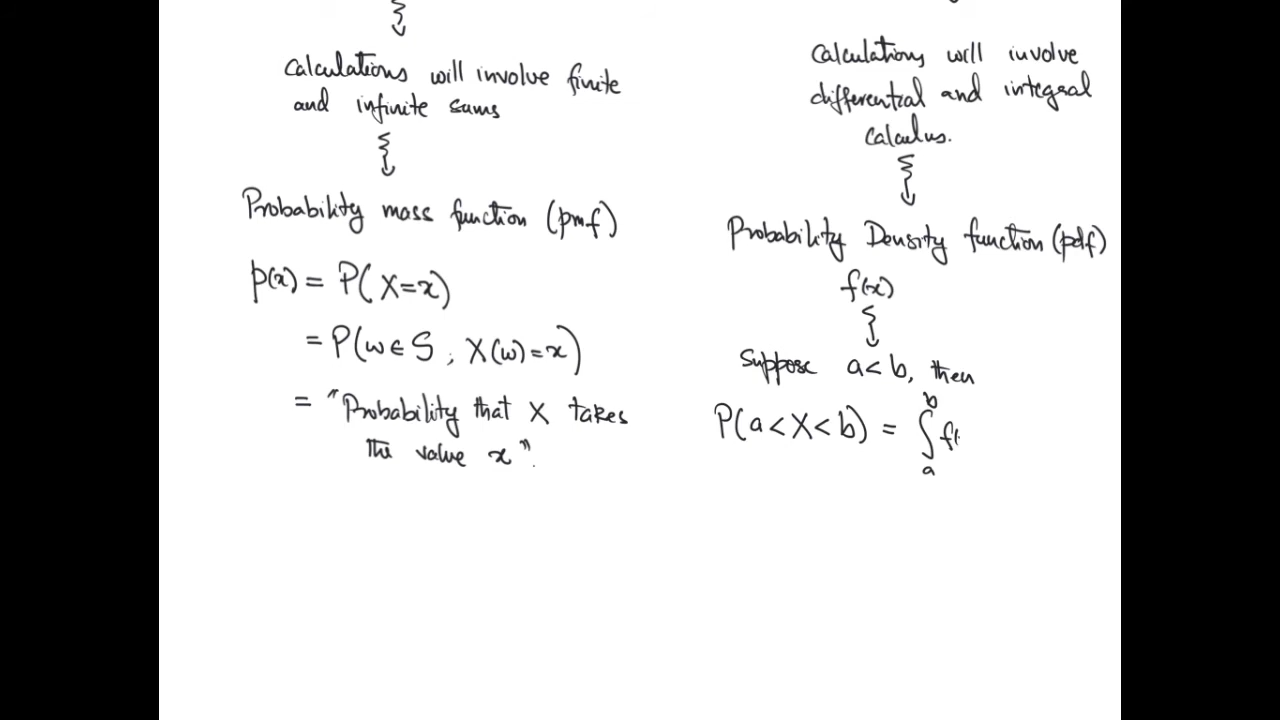 Calculations will involve finite
and infinite sums
Probability mass function (pmf)
p(x) = P(X=x)
= P(ω∈S, X(ω)=x)
= "Probability that X takes
the value x".
Calculations will involve
differential and integral
calculus.
Probability Density function (pdf)
f(x)
Suppose a<b, then
P(a<X<b) = ∫_a^b f(